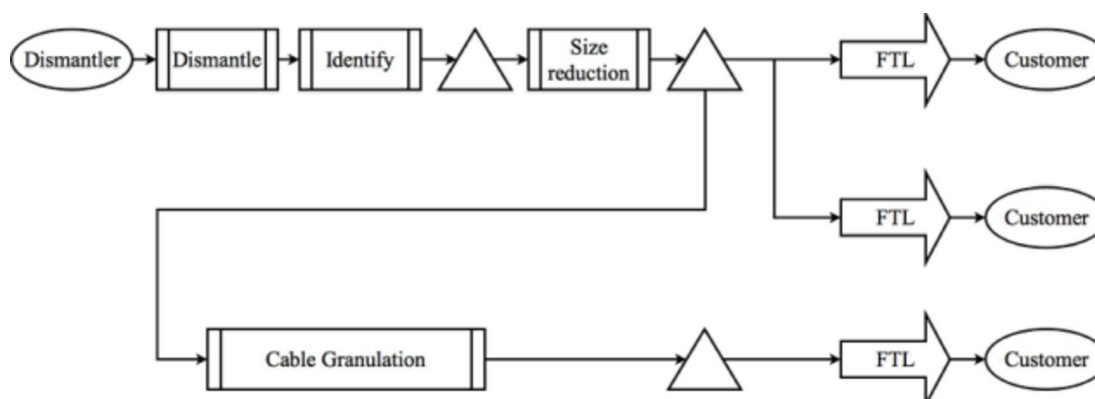 Dismantler
Dismantle
Identify
Size
reduction
FTL
Customer
FTL
Customer
Cable Granulation
FTL
Customer